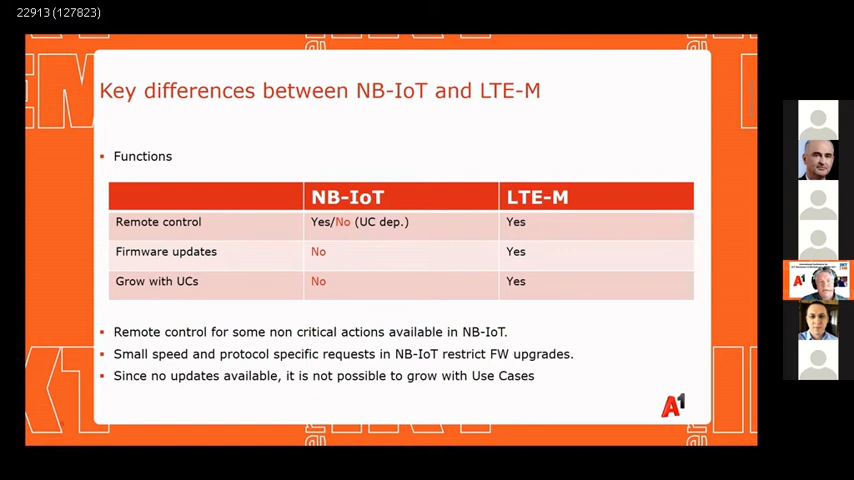 22913 (127823)
Key differences between NB-IoT and LTE-M
Functions
NB-IoT LTE-M
Remote control Yes/No (UC dep.) Yes
Firmware updates No Yes
Grow with UCs No Yes
Remote control for some non critical actions available in NB-IoT.
Small speed and protocol specific requests in NB-IoT restrict FW upgrades.
Since no updates available, it is not possible to grow with Use Cases
A1
A1